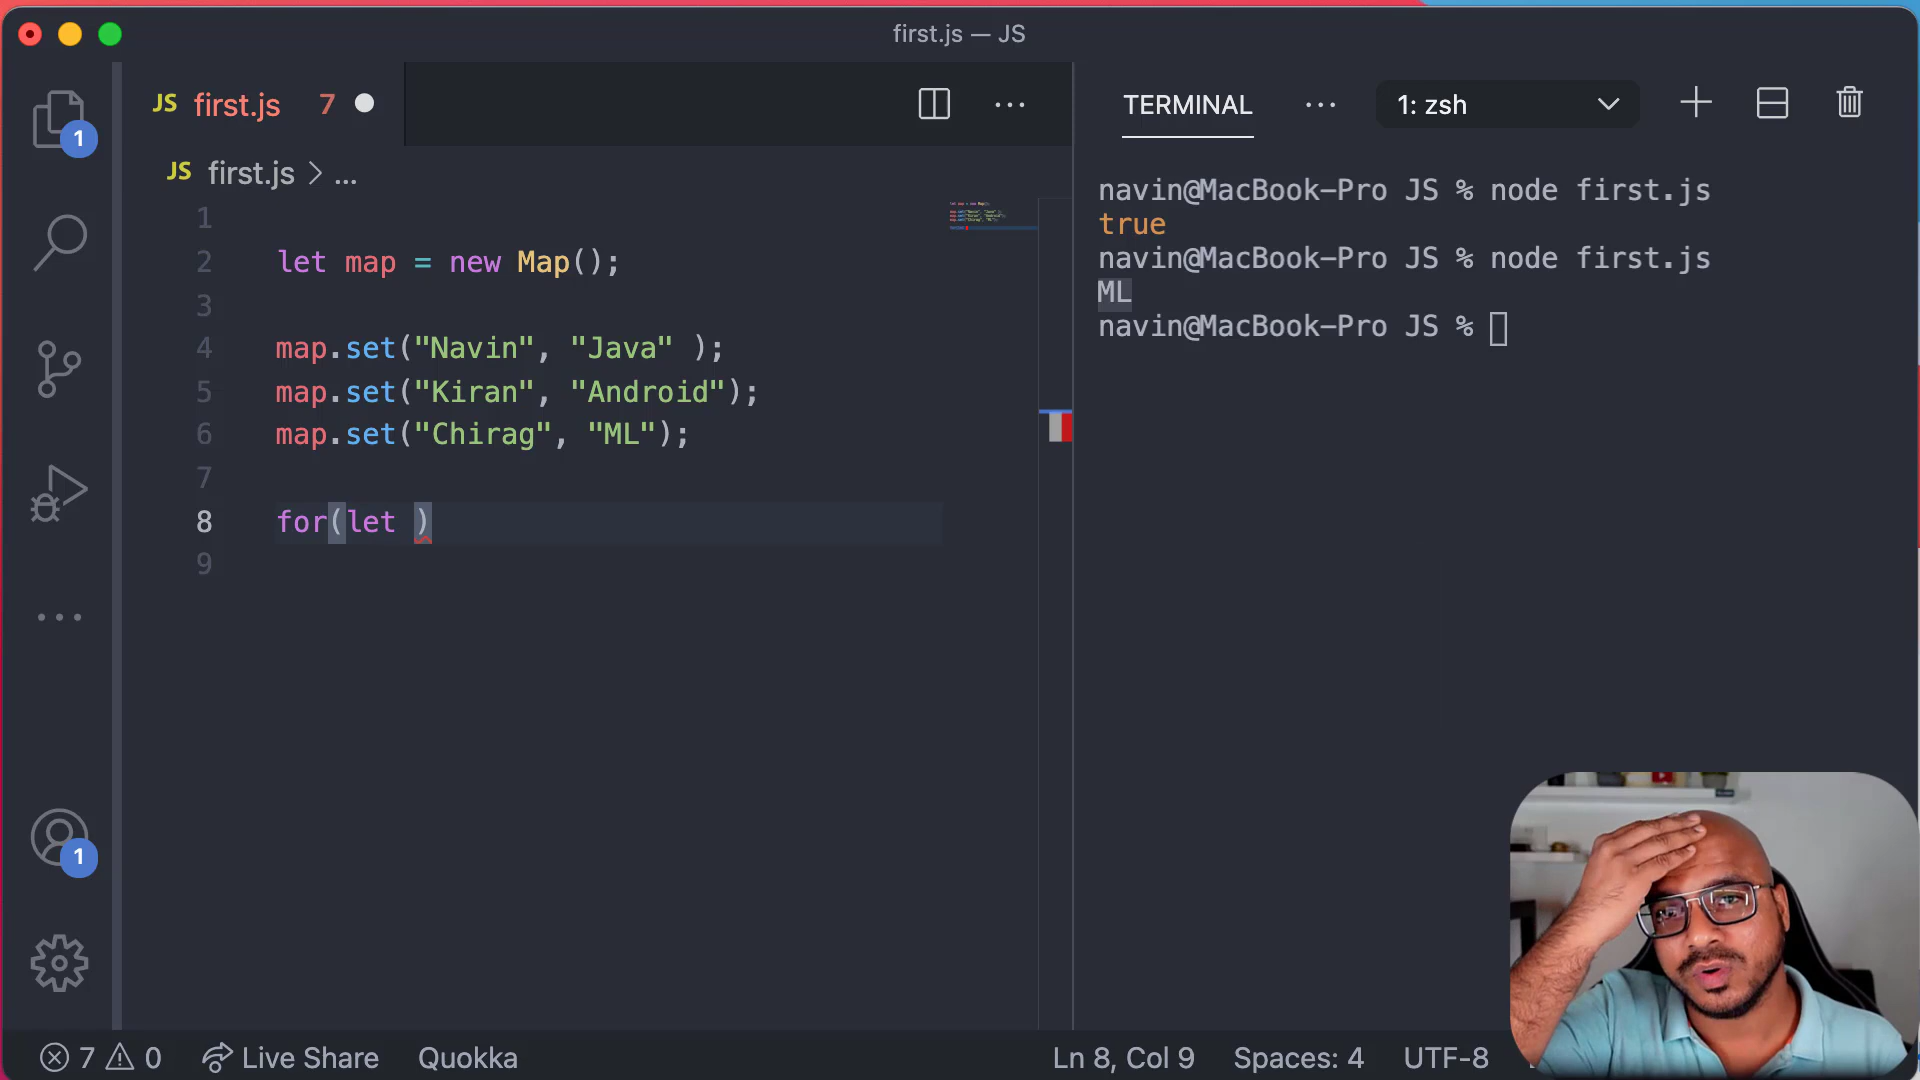 first.js — JS
JS first.js 7
JS first.js > ...
1
2 let map = new Map();
3
4 map.set("Navin", "Java" );
5 map.set("Kiran", "Android");
6 map.set("Chirag", "ML");
7
8 for(let )
9
TERMINAL
1: zsh
navin@MacBook-Pro JS % node first.js
true
navin@MacBook-Pro JS % node first.js
ML
navin@MacBook-Pro JS %
1
1
7 0 Live Share Quokka
Ln 8, Col 9 Spaces: 4 UTF-8